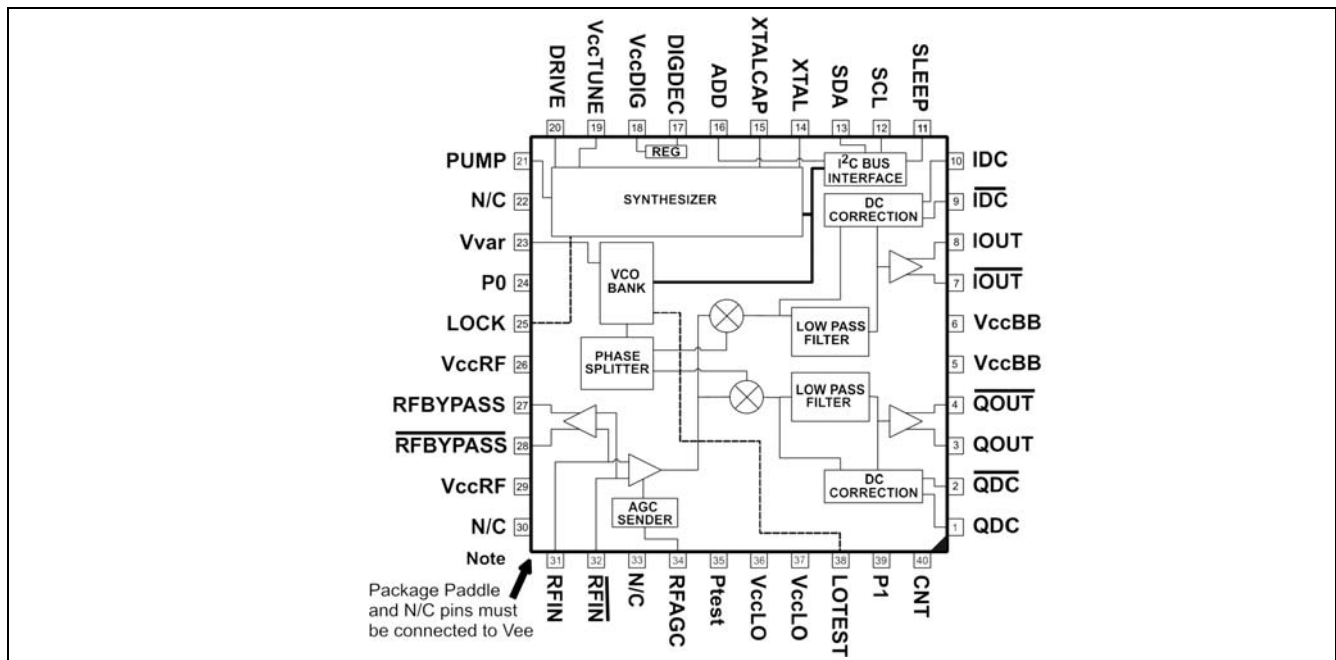 DRIVE
VccTUNE
VccDIG
DIGDEC
ADD
XTALCAP
XTAL
SDA
SCL
SLEEP
20
19
18
17
16
15
14
13
12
11
PUMP 21
N/C 22
Vvar 23
P0 24
LOCK 25
VccRF 26
RFBYPASS 27
RFBYPASS 28
VccRF 29
N/C 30
REG
SYNTHESIZER
I²C BUS
INTERFACE
DC
CORRECTION
VCO
BANK
LOW PASS
FILTER
PHASE
SPLITTER
LOW PASS
FILTER
DC
CORRECTION
AGC
SENDER
10 IDC
9 IDC
8 IOUT
7 IOUT
6 VccBB
5 VccBB
4 QOUT
3 QOUT
2 QDC
1 QDC
31
32
33
34
35
36
37
38
39
40
RFIN
RFIN
N/C
RFAGC
Ptest
VccLO
VccLO
LOTEST
P1
CNT
Note
Package Paddle
and N/C pins must
be connected to Vee